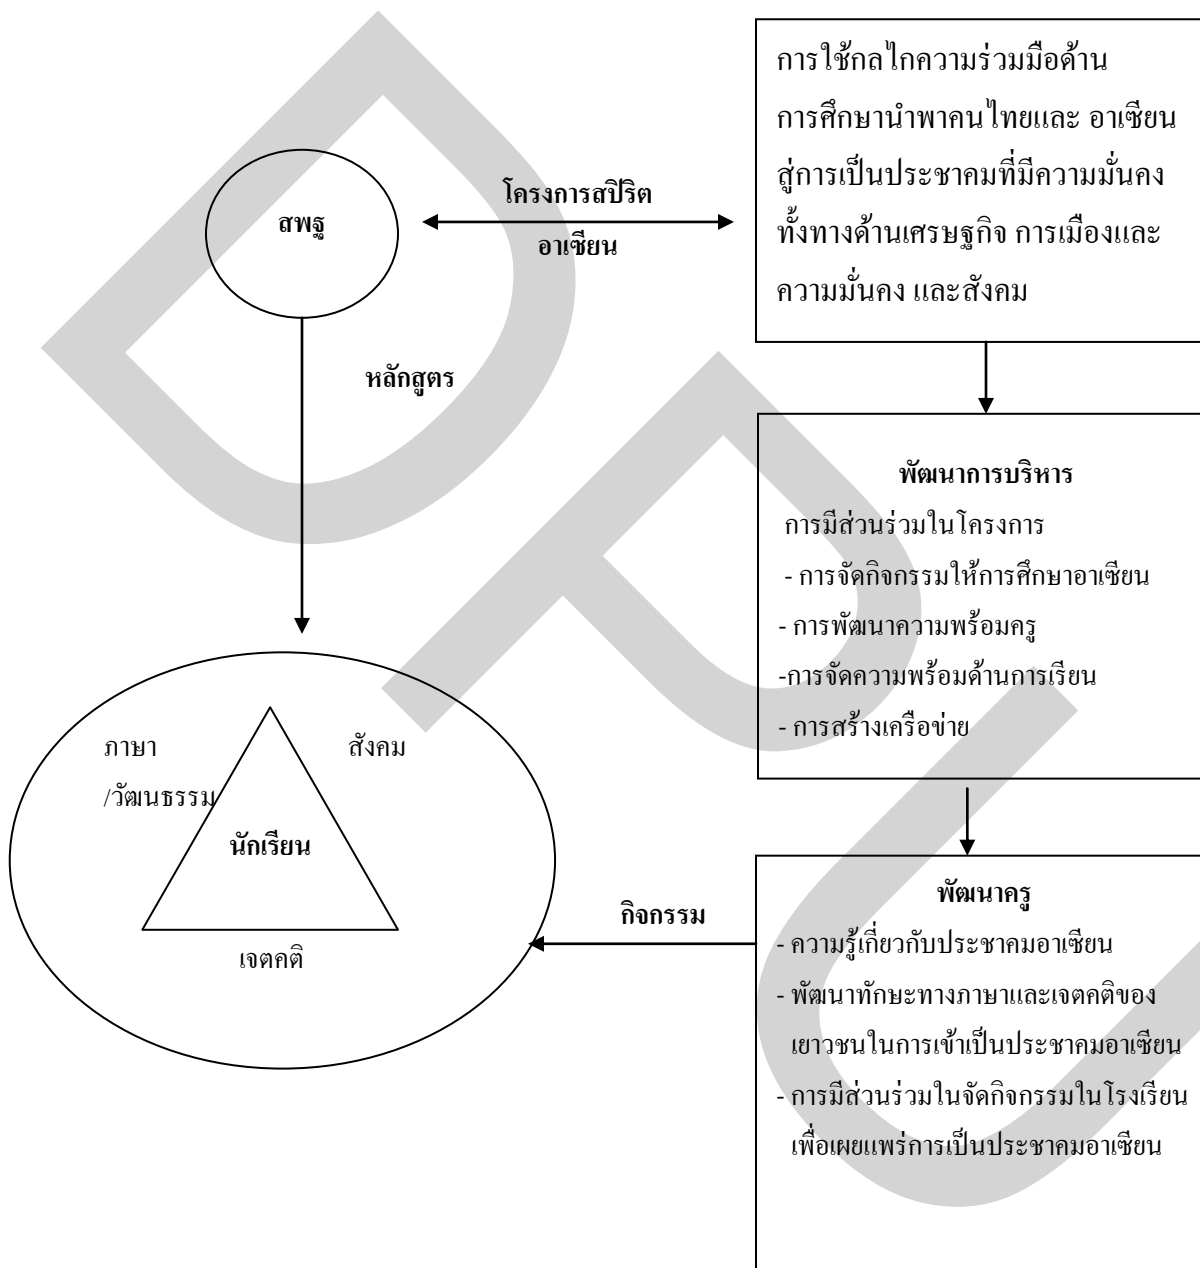 การใช้กลไกความร่วมมือด้าน
การศึกษานำพาคนไทยและ อาเซียน
สู่การเป็นประชาคมที่มีความมั่นคง
ทั้งทางด้านเศรษฐกิจ การเมืองและ
ความมั่นคง และสังคม
สพฐ
โครงการสปิริต
อาเซียน
หลักสูตร
พัฒนาการบริหาร
การมีส่วนร่วมในโครงการ
- การจัดกิจกรรมให้การศึกษาอาเซียน
- การพัฒนาความพร้อมครู
-การจัดความพร้อมด้านการเรียน
- การสร้างเครือข่าย
ภาษา
/วัฒนธรรม
สังคม
นักเรียน
เจตคติ
กิจกรรม
พัฒนาครู
- ความรู้เกี่ยวกับประชาคมอาเซียน
- พัฒนาทักษะทางภาษาและเจตคติของ
เยาวชนในการเข้าเป็นประชาคมอาเซียน
- การมีส่วนร่วมในจัดกิจกรรมในโรงเรียน
เพื่อเผยแพร่การเป็นประชาคมอาเซียน
DPU